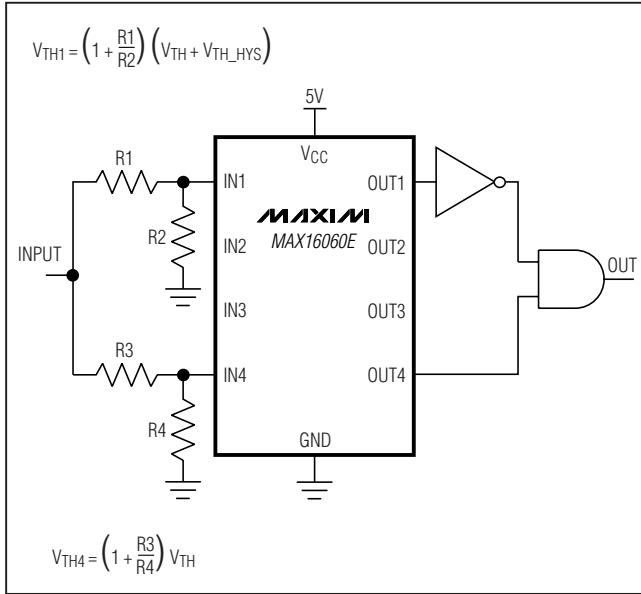 V_TH1 = (1 + R1/R2) (V_TH + V_TH_HYS)
5V
V_CC
R1
IN1
OUT1
R2
MAXIM
MAX16060E
INPUT
IN2
OUT2
OUT
IN3
OUT3
R3
IN4
OUT4
R4
GND
V_TH4 = (1 + R3/R4) V_TH